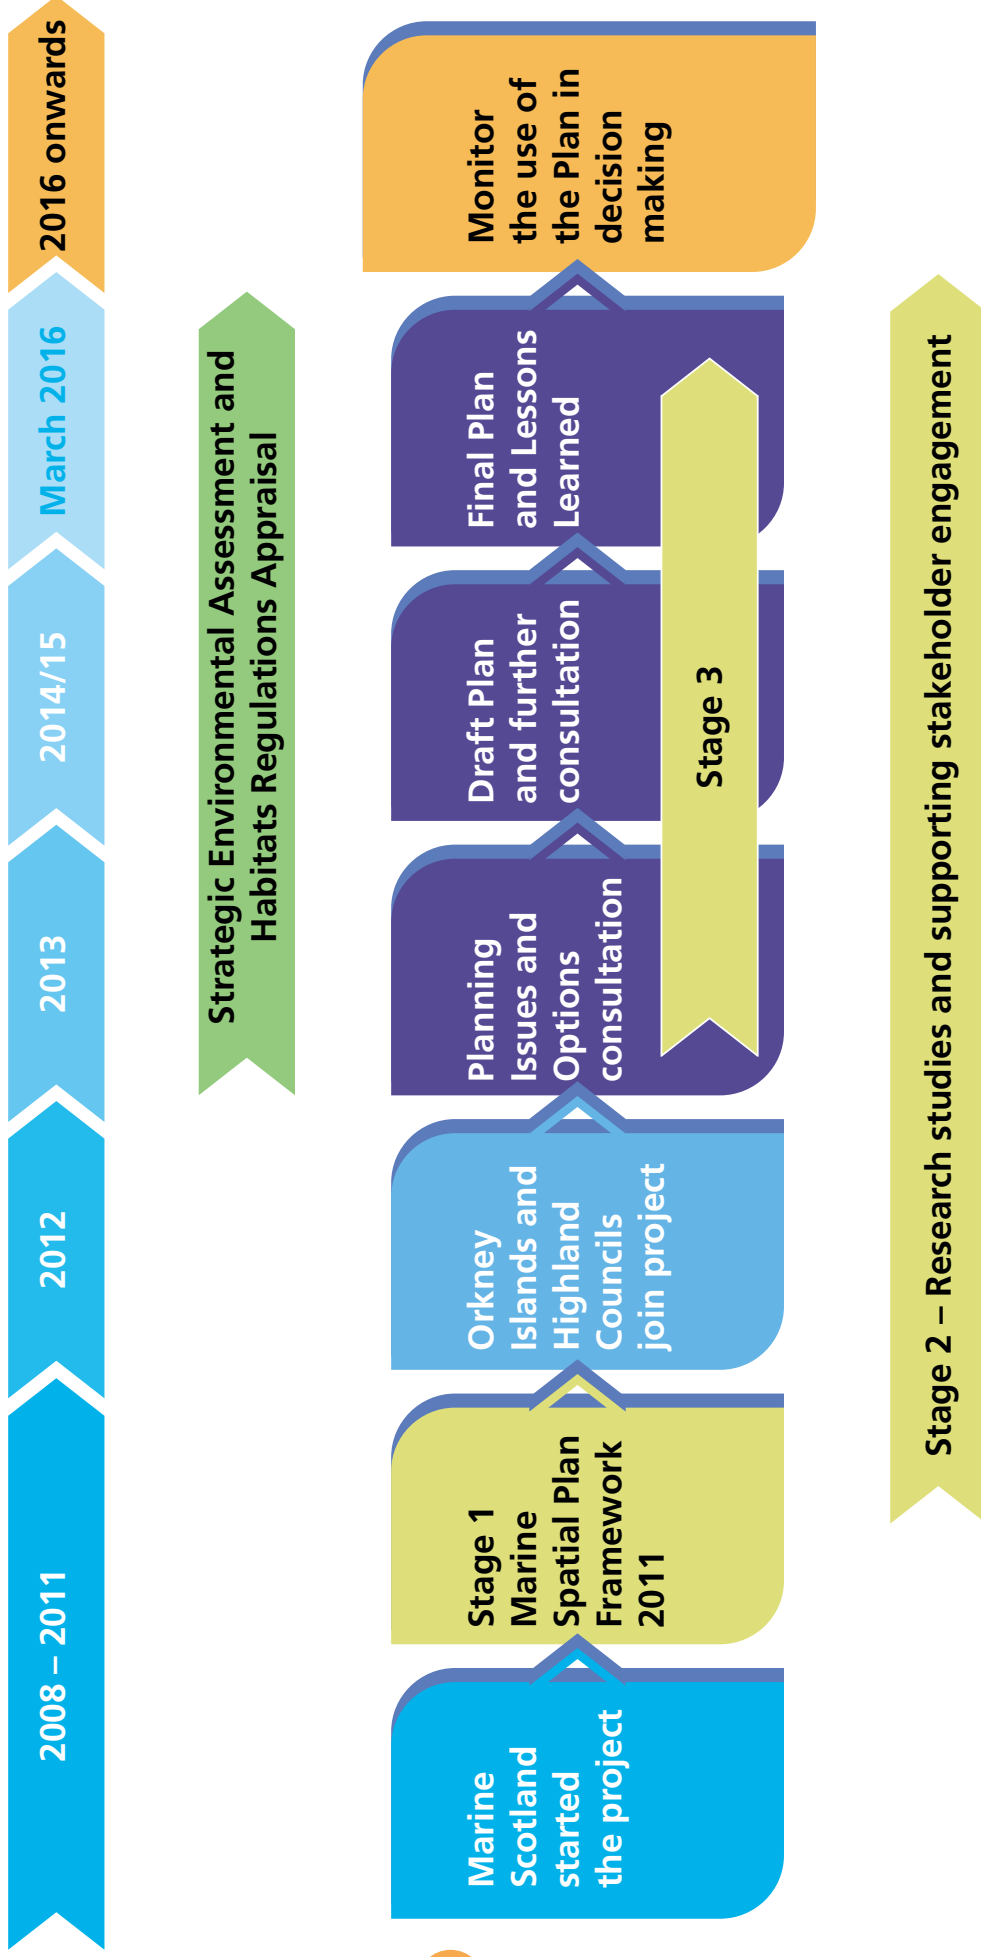 2008 – 2011
2012
2013
2014/15
March 2016
2016 onwards
Strategic Environmental Assessment and
Habitats Regulations Appraisal
Marine
Scotland
started
the project
Stage 1
Marine
Spatial Plan
Framework
2011
Orkney
Islands and
Highland
Councils
join project
Planning
Issues and
Options
consultation
Draft Plan
and further
consultation
Final Plan
and Lessons
Learned
Monitor
the use of
the Plan in
decision
making
Stage 3
Stage 2 – Research studies and supporting stakeholder engagement